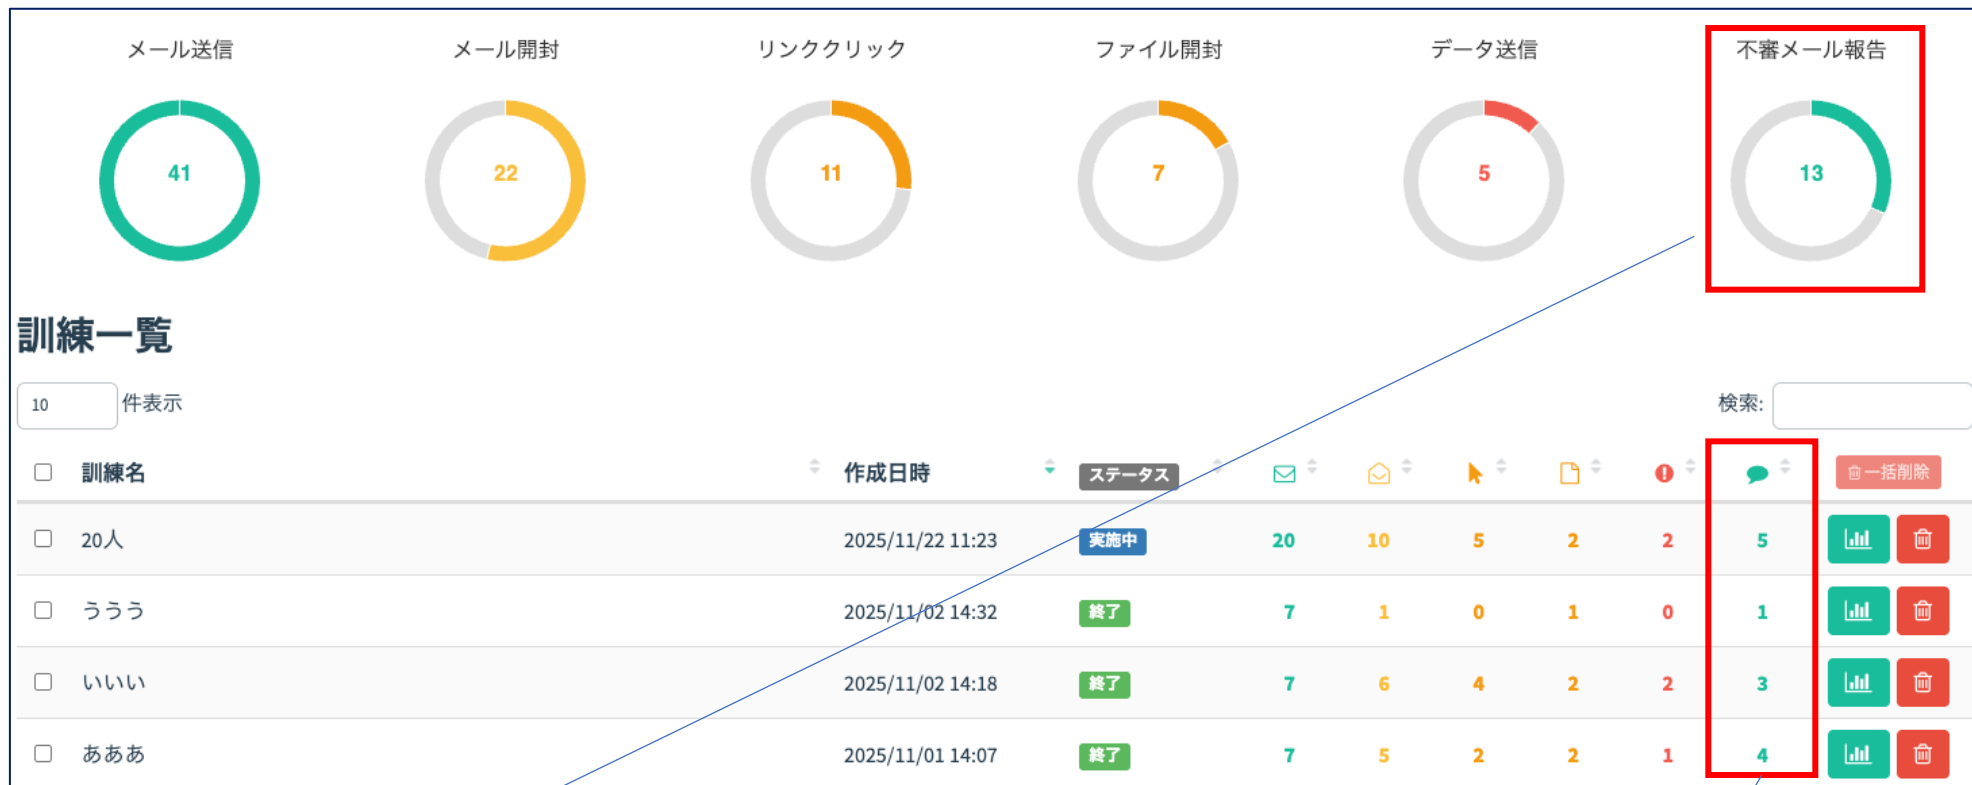 メール送信 メール開封 リンククリック ファイル開封 データ送信 不審メール報告
41 22 11 7 5 13
訓練一覧
10 件表示 検索:
訓練名 作成日時 ステータス 一括削除
20人 2025/11/22 11:23 実施中 20 10 5 2 2 5
ううう 2025/11/02 14:32 終了 7 1 0 1 0 1
いいい 2025/11/02 14:18 終了 7 6 4 2 2 3
あああ 2025/11/01 14:07 終了 7 5 2 2 1 4